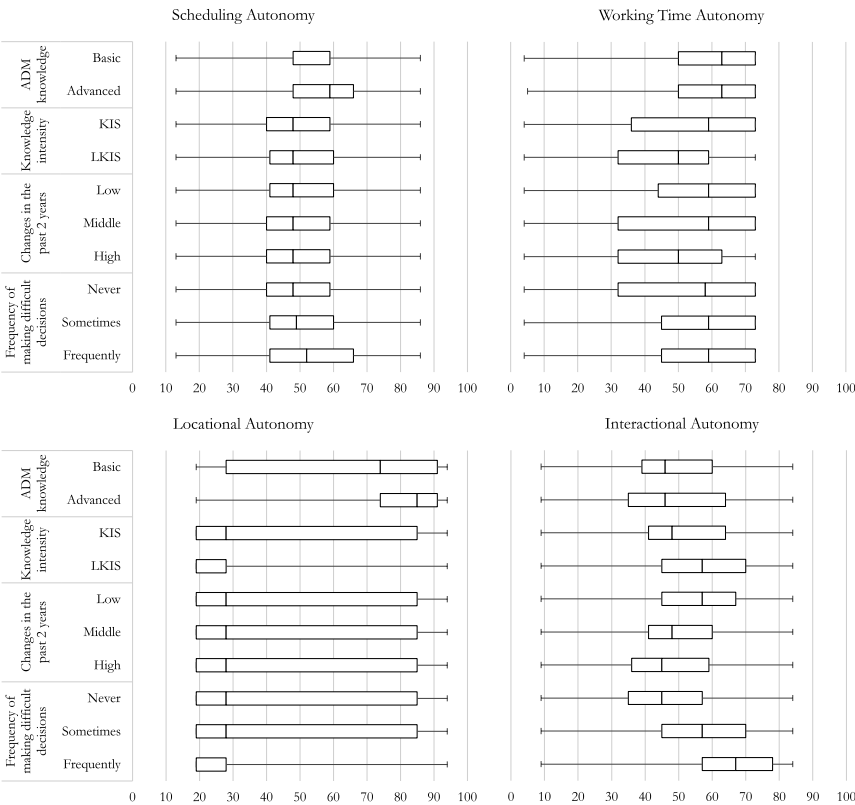 Scheduling Autonomy
Working Time Autonomy
ADM
knowledge
Basic
Advanced
Knowledge
intensity
KIS
LKIS
Changes in the
past 2 years
Low
Middle
High
Frequency of
making difficult
decisions
Never
Sometimes
Frequently
0 10 20 30 40 50 60 70 80 90 100
0 10 20 30 40 50 60 70 80 90 100
Locational Autonomy
Interactional Autonomy
ADM
knowledge
Basic
Advanced
Knowledge
intensity
KIS
LKIS
Changes in the
past 2 years
Low
Middle
High
Frequency of
making difficult
decisions
Never
Sometimes
Frequently
0 10 20 30 40 50 60 70 80 90 100
0 10 20 30 40 50 60 70 80 90 100